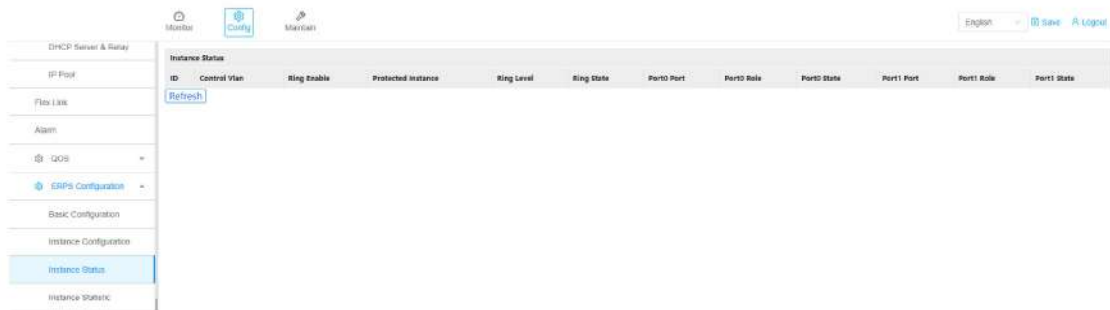 Monitor Config Maintain English Save Logout
DHCP Server & Relay
IP Pool
Flex Link
Alarm
QOS
ERPS Configuration
Basic Configuration
Instance Configuration
Instance Status
Instance Statistic
Instance Status
ID Control Vlan Ring Enable Protected Instance Ring Level Ring State Port0 Port Port0 Role Port0 State Port1 Port Port1 Role Port1 State
Refresh